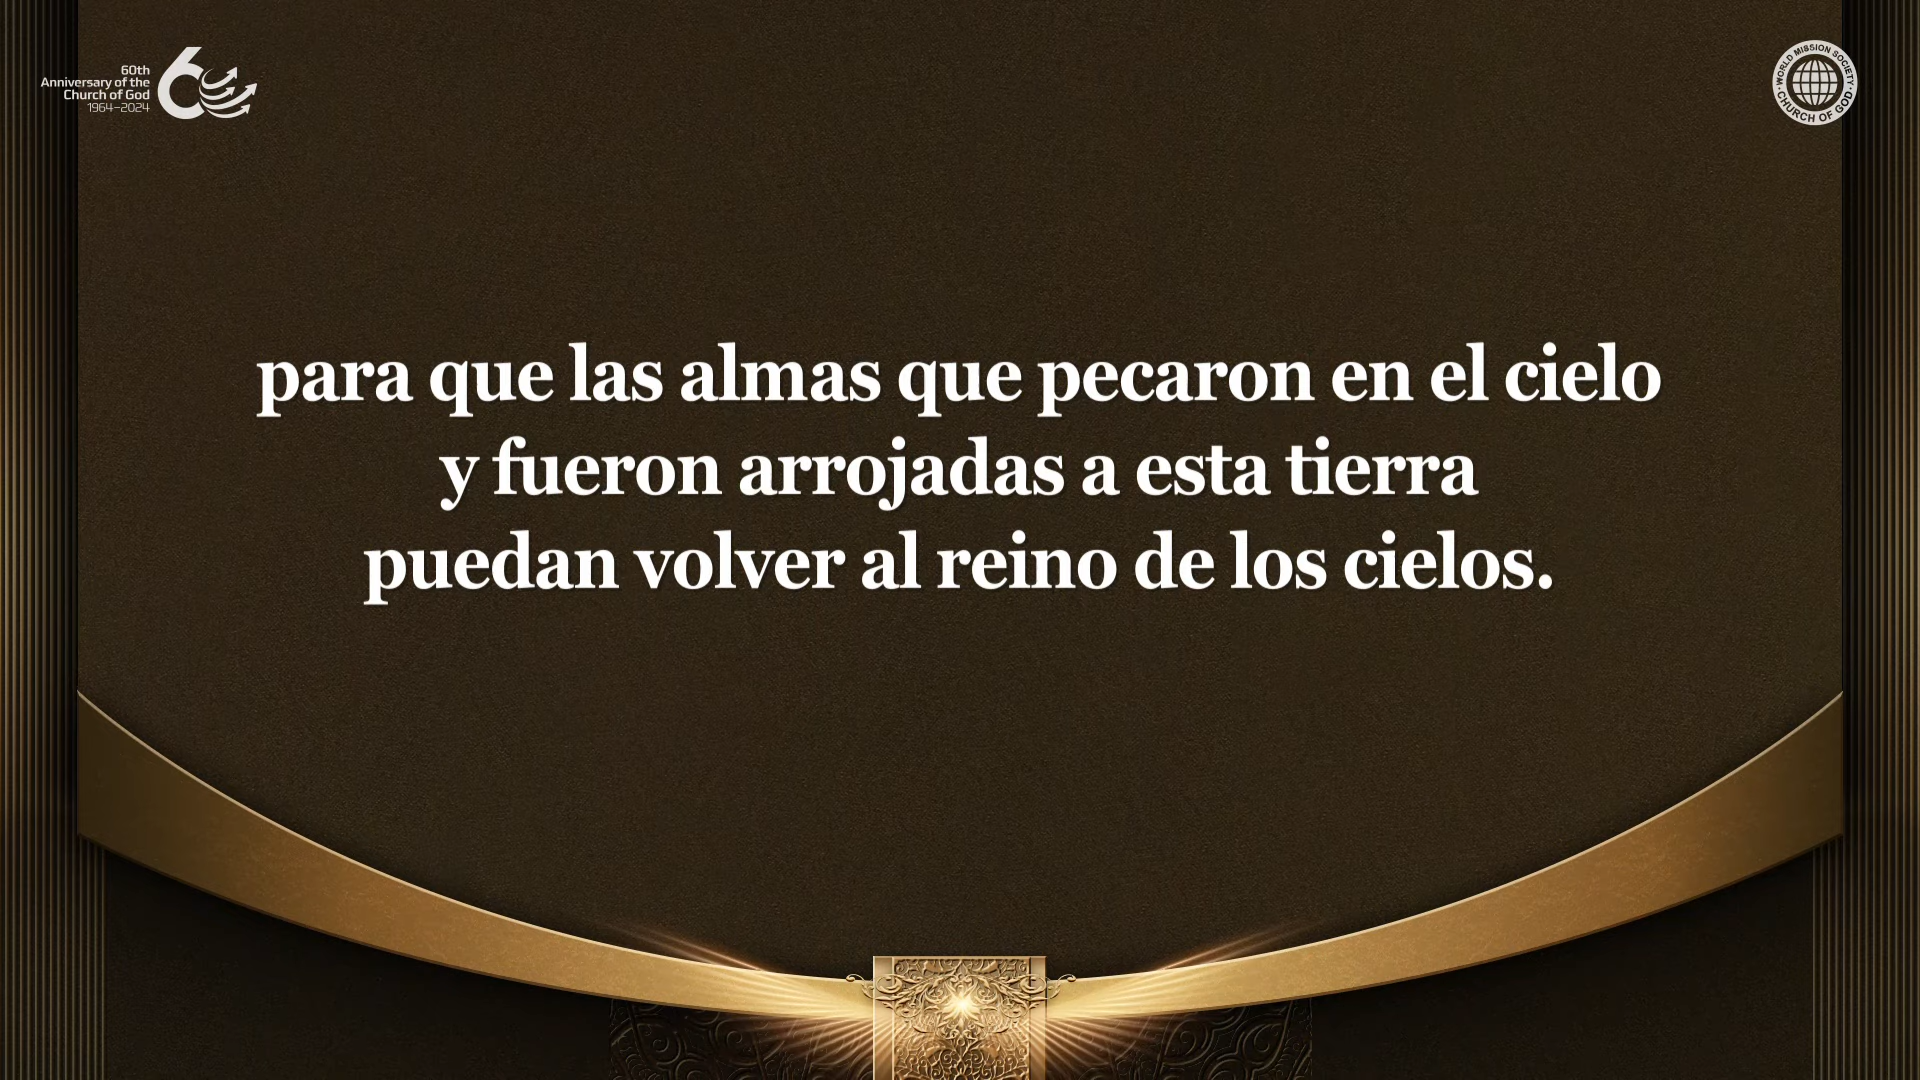 60th
Anniversary of the
Church of God
1964–2024
WORLD MISSION SOCIETY
CHURCH OF GOD
para que las almas que pecaron en el cielo
y fueron arrojadas a esta tierra
puedan volver al reino de los cielos.